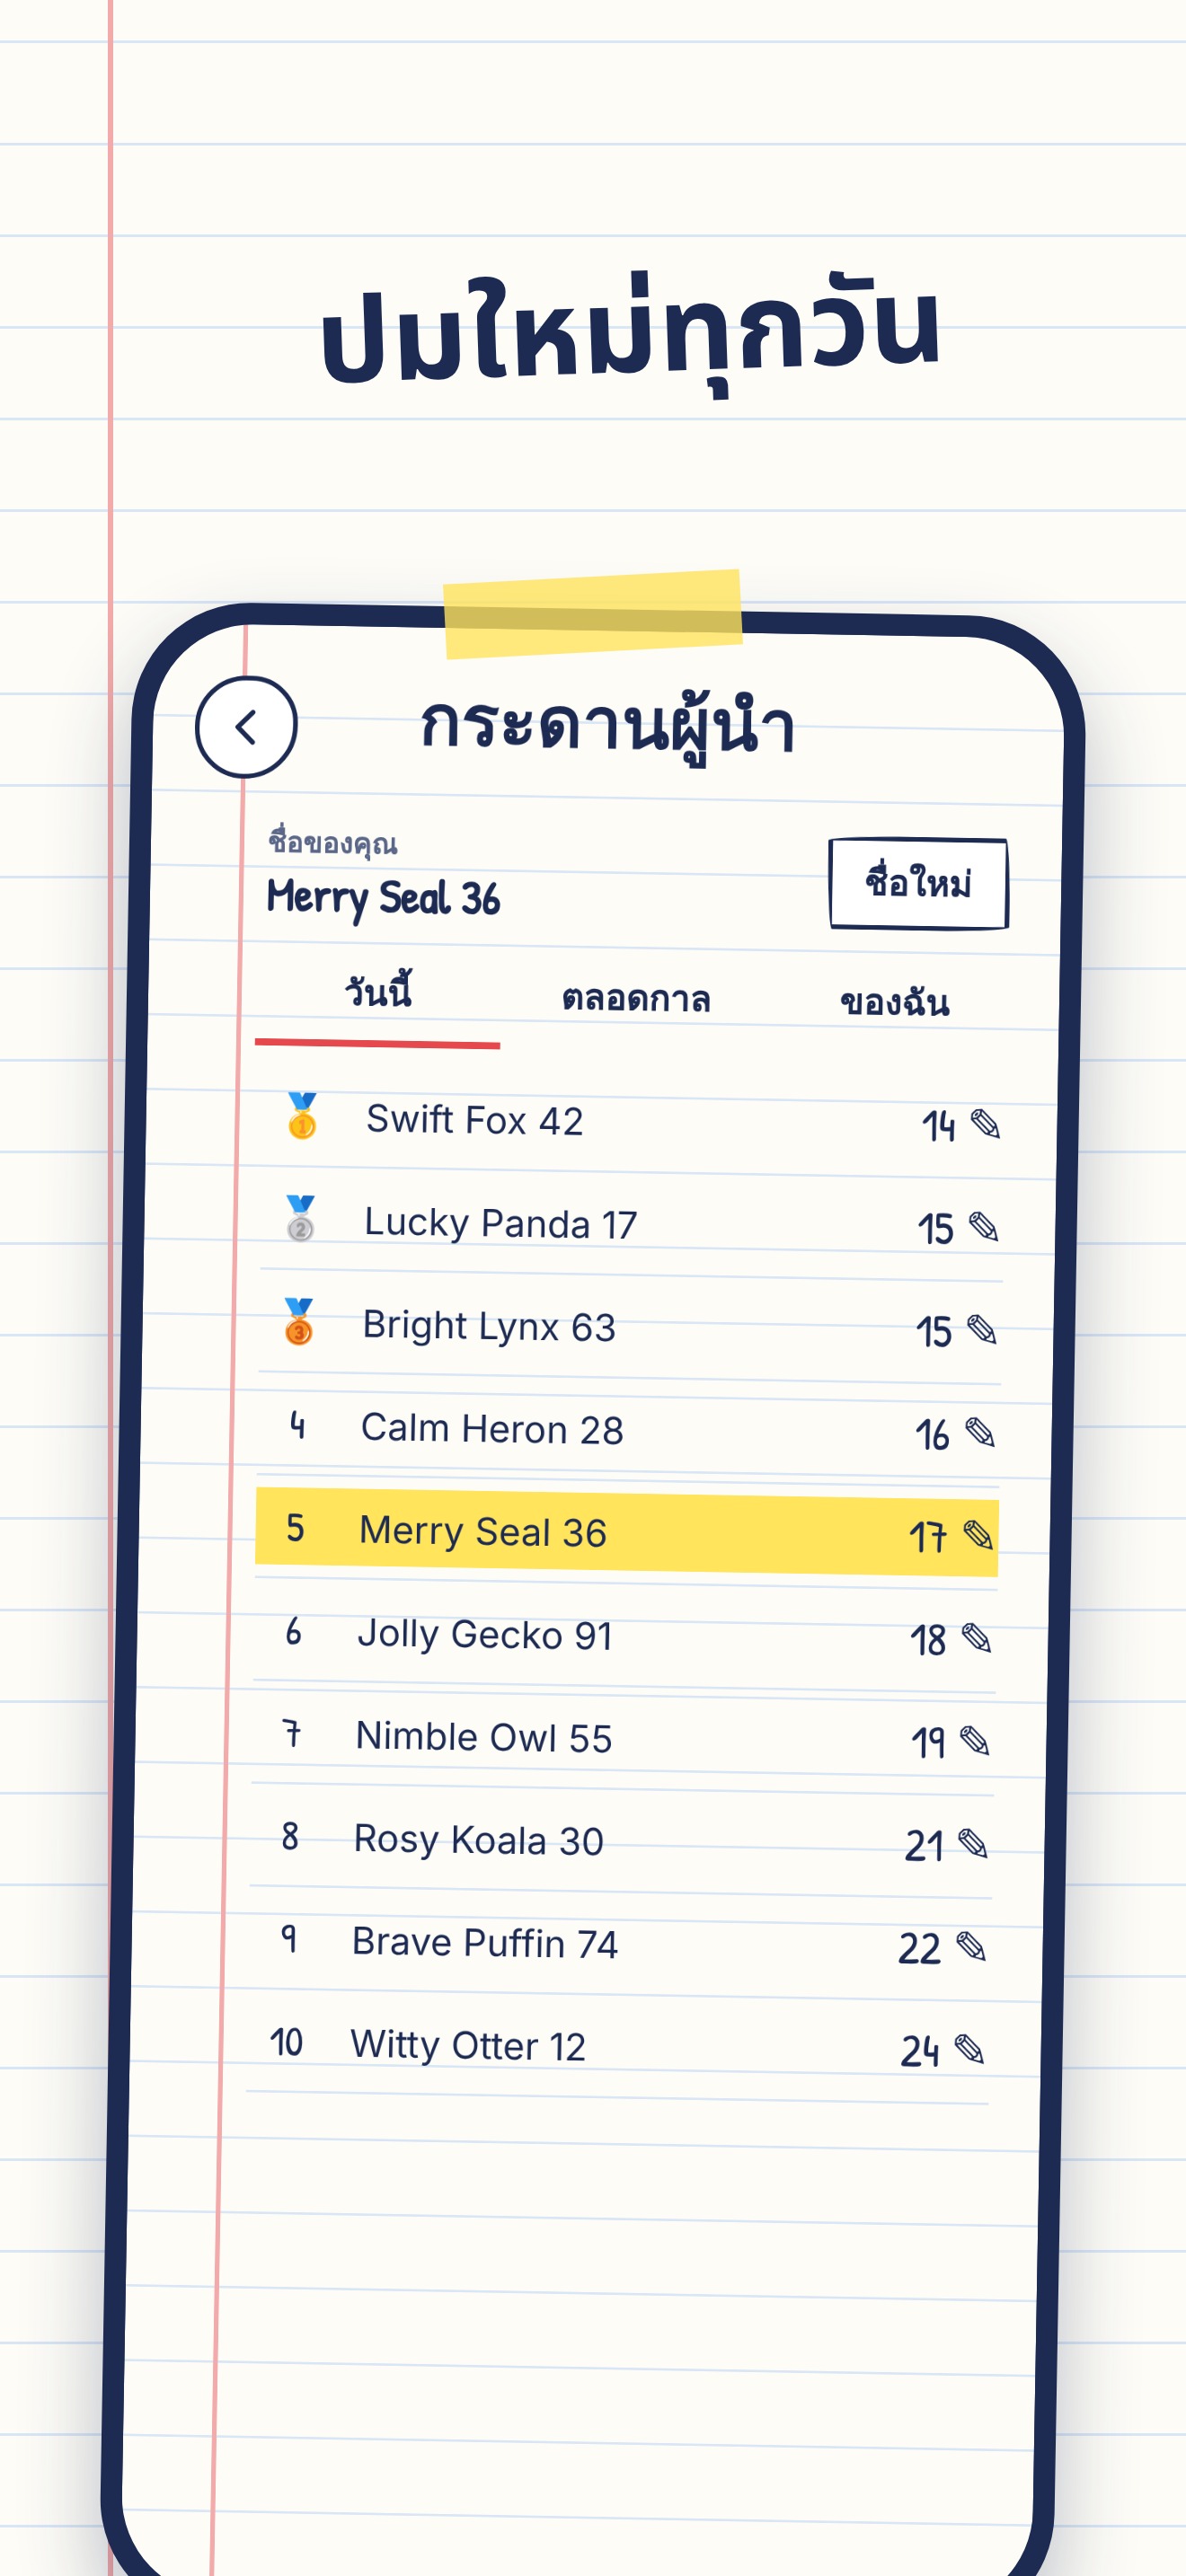 ปมใหม่ทุกวัน
กระดานผู้นำ
ชื่อของคุณ
Merry Seal 36
ชื่อใหม่
วันนี้ ตลอดกาล ของฉัน
🥇 Swift Fox 42 14 ✎
🥈 Lucky Panda 17 15 ✎
🥉 Bright Lynx 63 15 ✎
4 Calm Heron 28 16 ✎
5 Merry Seal 36 17 ✎
6 Jolly Gecko 91 18 ✎
7 Nimble Owl 55 19 ✎
8 Rosy Koala 30 21 ✎
9 Brave Puffin 74 22 ✎
10 Witty Otter 12 24 ✎